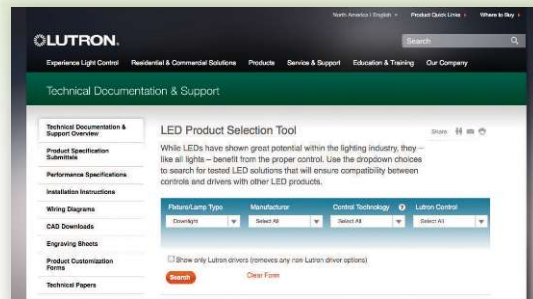 North America | English
Product Quick Links
Where to Buy
LUTRON.
Search
Experience Light Control
Residential & Commercial Solutions
Products
Service & Support
Education & Training
Our Company
Technical Documentation & Support
Technical Documentation &
Support Overview
Product Specification
Submittals
Performance Specifications
Installation Instructions
Wiring Diagrams
CAD Downloads
Engraving Sheets
Product Customization
Forms
Technical Papers
LED Product Selection Tool
Share
While LEDs have shown great potential within the lighting industry, they –
like all lights – benefit from the proper control. Use the dropdown choices
to search for tested LED solutions that will ensure compatibility between
controls and drivers with other LED products.
Fixture/Lamp Type
Manufacturer
Control Technology ?
Lutron Control
Downlight
Select All
Select All
Select All
Show only Lutron drivers (removes any non Lutron driver options)
Search
Clear Form